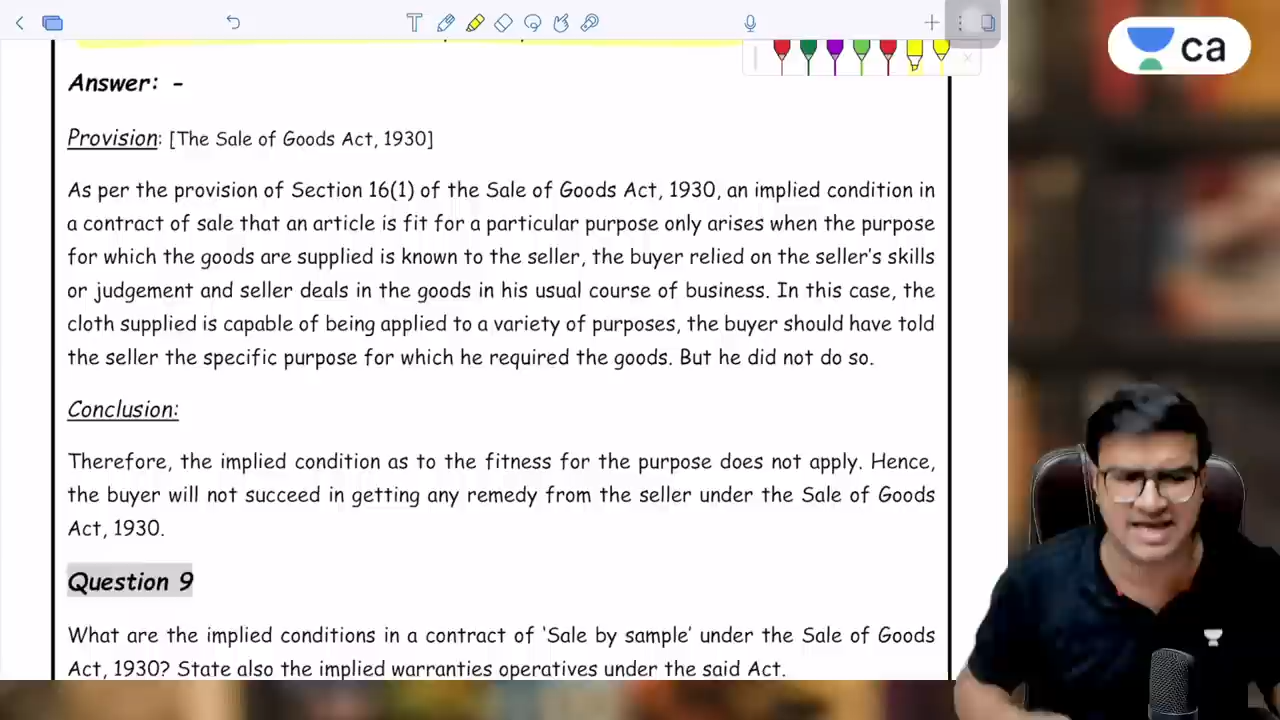 ca
Answer: -
Provision: [The Sale of Goods Act, 1930]
As per the provision of Section 16(1) of the Sale of Goods Act, 1930, an implied condition in
a contract of sale that an article is fit for a particular purpose only arises when the purpose
for which the goods are supplied is known to the seller, the buyer relied on the seller's skills
or judgement and seller deals in the goods in his usual course of business. In this case, the
cloth supplied is capable of being applied to a variety of purposes, the buyer should have told
the seller the specific purpose for which he required the goods. But he did not do so.
Conclusion:
Therefore, the implied condition as to the fitness for the purpose does not apply. Hence,
the buyer will not succeed in getting any remedy from the seller under the Sale of Goods
Act, 1930.
Question 9
What are the implied conditions in a contract of 'Sale by sample' under the Sale of Goods
Act, 1930? State also the implied warranties operatives under the said Act.